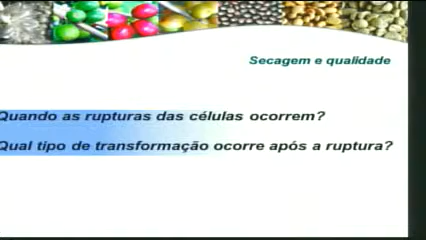 Secagem e qualidade
Quando as rupturas das células ocorrem?
Qual tipo de transformação ocorre após a ruptura?